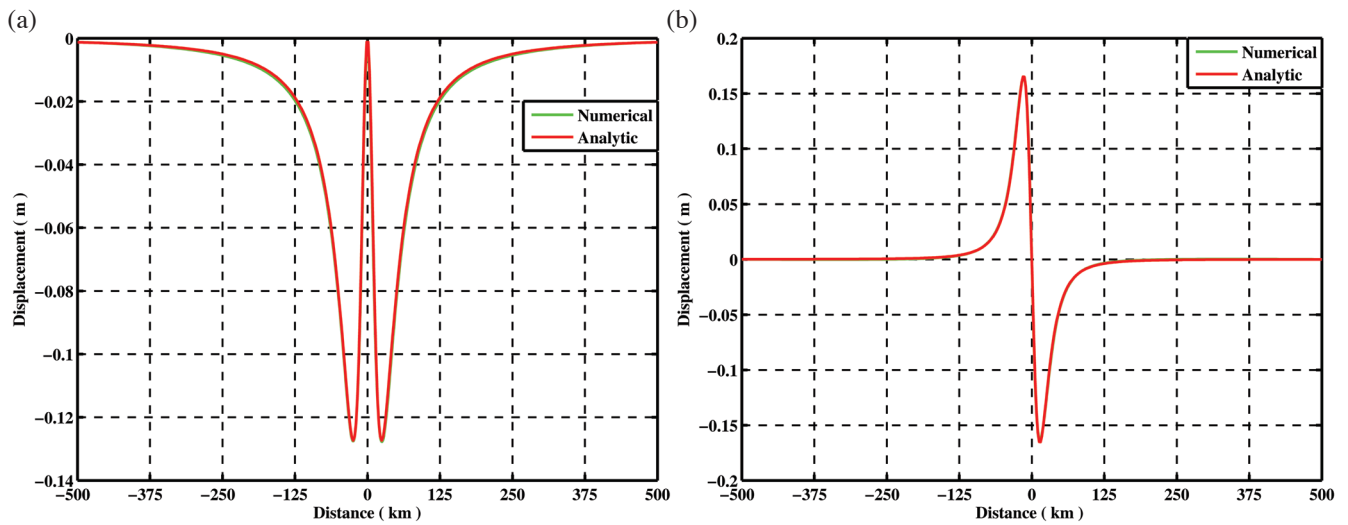 (a)
0
−0.02
−0.04
−0.06
−0.08
−0.1
−0.12
−0.14
Displacement ( m )
−500 −375 −250 −125 0 125 250 375 500
Distance ( km )
Numerical
Analytic
(b)
0.2
0.15
0.1
0.05
0
−0.05
−0.1
−0.15
−0.2
Displacement ( m )
−500 −375 −250 −125 0 125 250 375 500
Distance ( km )
Numerical
Analytic